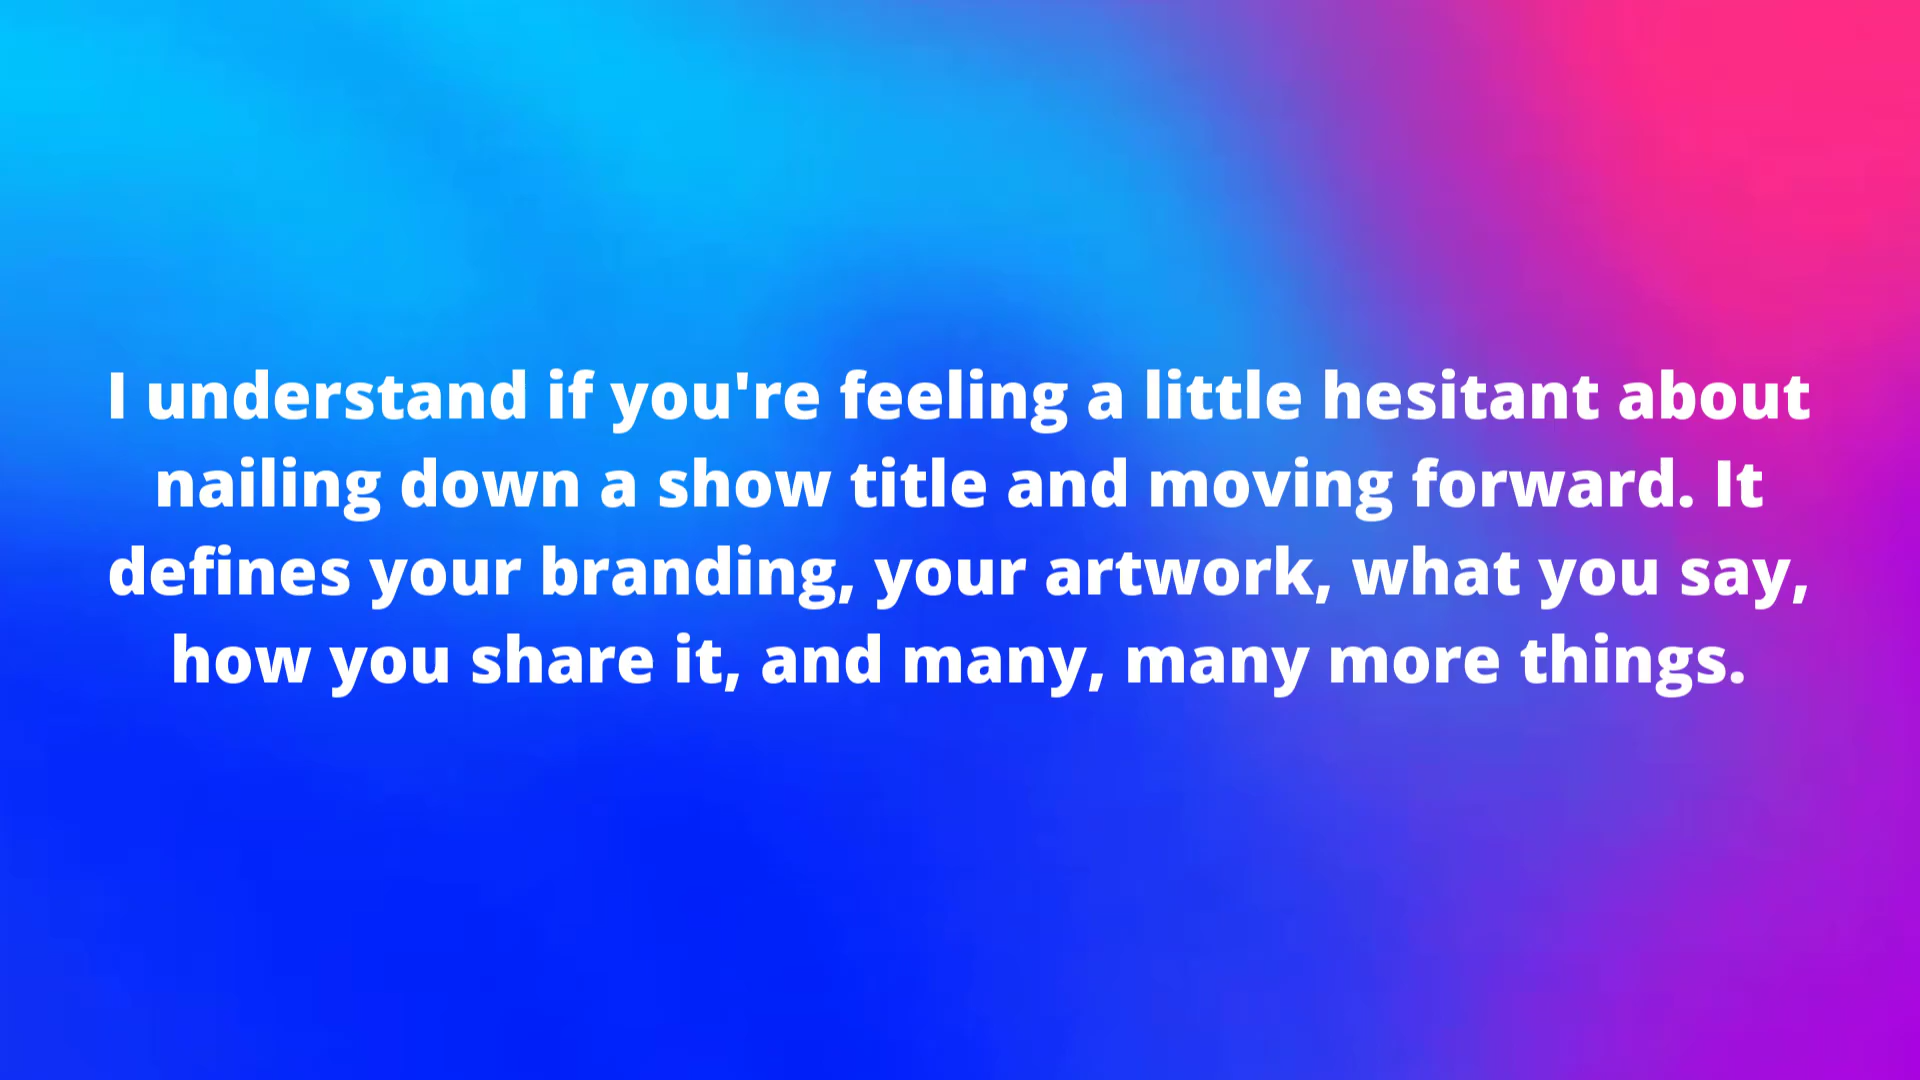 I understand if you're feeling a little hesitant about
nailing down a show title and moving forward. It
defines your branding, your artwork, what you say,
how you share it, and many, many more things.